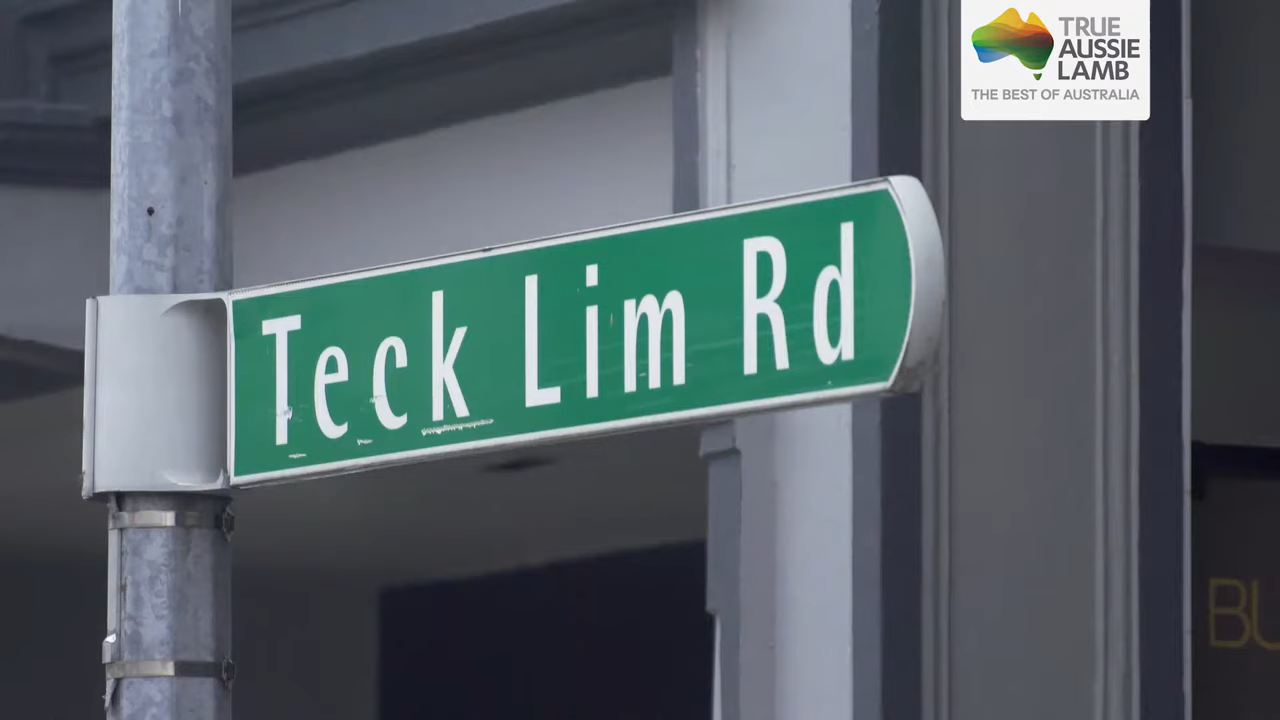 TRUE
AUSSIE
LAMB
THE BEST OF AUSTRALIA
Teck Lim Rd